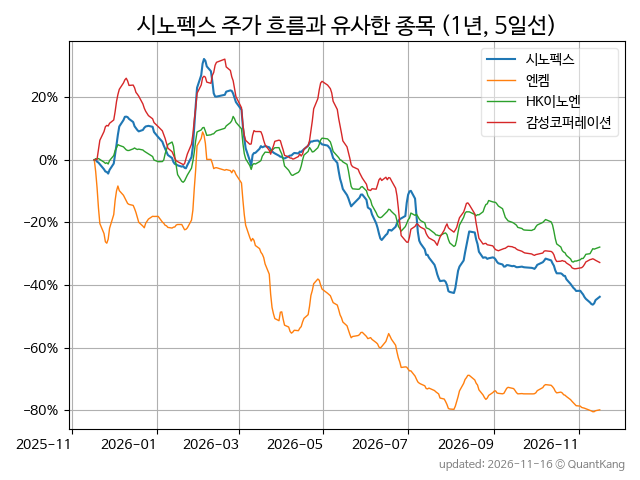 시노펙스 주가 흐름과 유사한 종목 (1년, 5일선)
시노펙스
엔켐
HK이노엔
감성코퍼레이션
20%
0%
−20%
−40%
−60%
−80%
2025-11
2026-01
2026-03
2026-05
2026-07
2026-09
2026-11
updated: 2026-11-16 © QuantKang